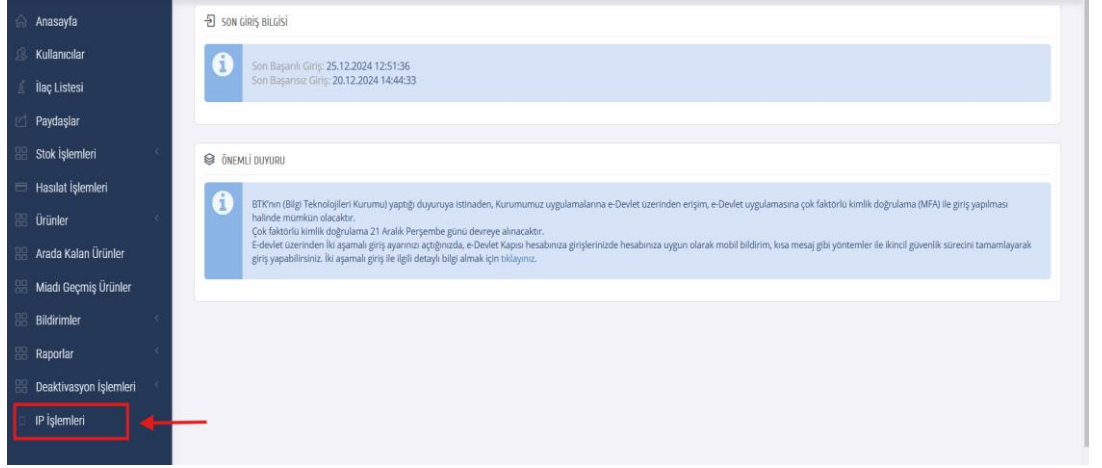 Anasayfa
Kullanıcılar
İlaç Listesi
Paydaşlar
Stok İşlemleri
Hasılat İşlemleri
Ürünler
Arada Kalan Ürünler
Miadı Geçmiş Ürünler
Bildirimler
Raporlar
Deaktivasyon İşlemleri
IP İşlemleri
SON GİRİŞ BİLGİSİ
Son Başarılı Giriş: 25.12.2024 12:51:36
Son Başarısız Giriş: 20.12.2024 14:44:33
ÖNEMLİ DUYURU
BTK'nın (Bilgi Teknolojileri Kurumu) yaptığı duyuruya istinaden, Kurumumuz uygulamalarına e-Devlet üzerinden erişim, e-Devlet uygulamasına çok faktörlü kimlik doğrulama (MFA) ile giriş yapılması
halinde mümkün olacaktır.
Çok faktörlü kimlik doğrulama 21 Aralık Perşembe günü devreye alınacaktır.
E-devlet üzerinden İki aşamalı giriş ayarınızı açtığınızda, e-Devlet Kapısı hesabınıza girişlerinizde hesabınıza uygun olarak mobil bildirim, kısa mesaj gibi yöntemler ile ikincil güvenlik sürecini tamamlayarak
giriş yapabilirsiniz. İki aşamalı giriş ile ilgili detaylı bilgi almak için tıklayınız.